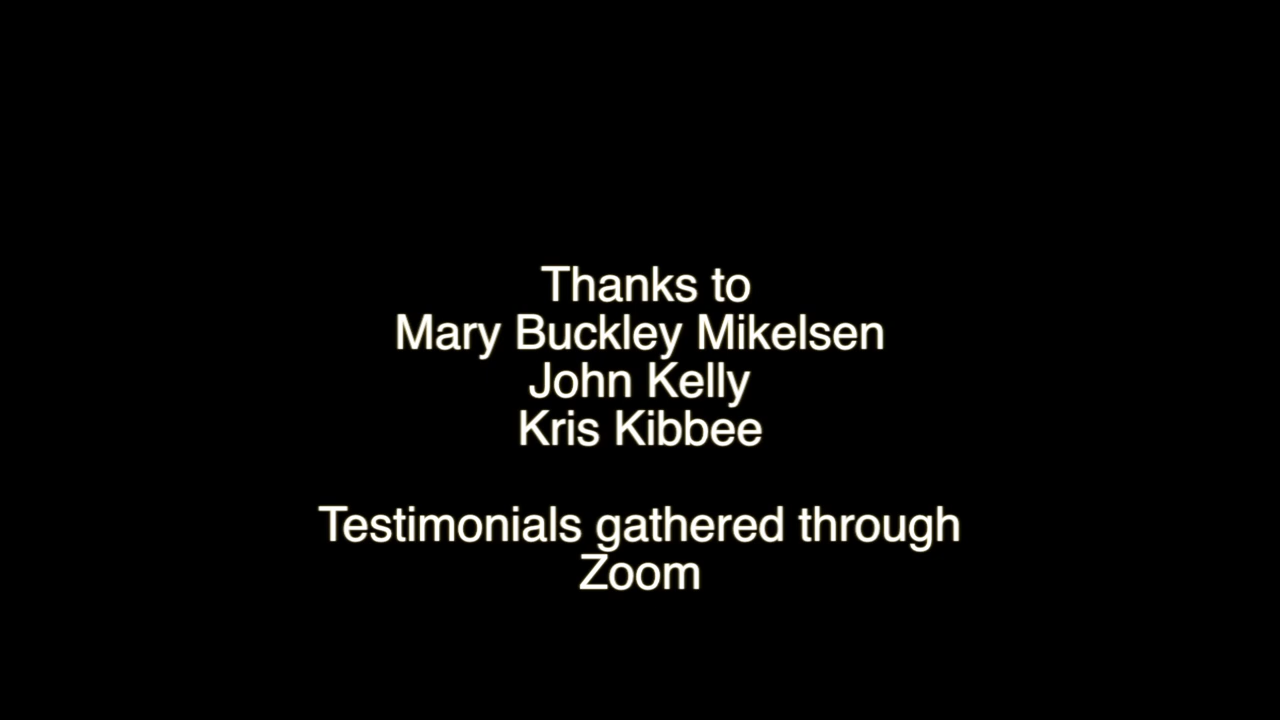 Thanks to
Mary Buckley Mikelsen
John Kelly
Kris Kibbee
Testimonials gathered through
Zoom